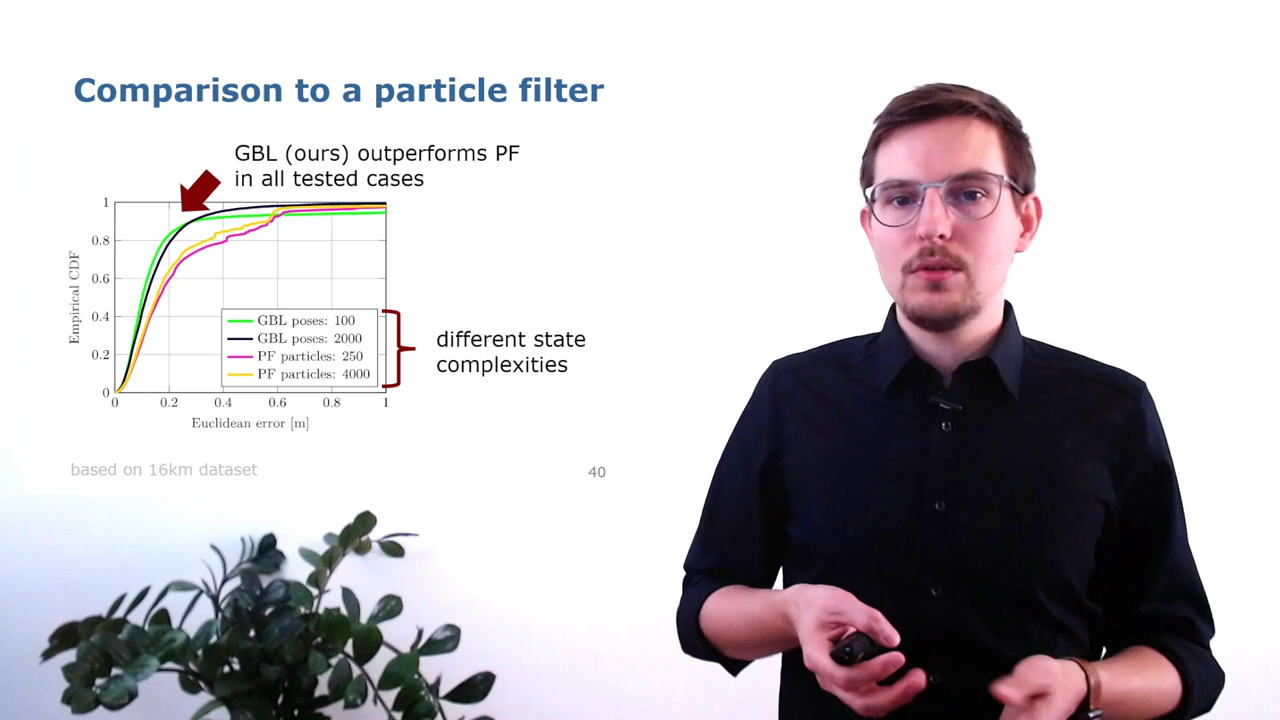 Comparison to a particle filter
GBL (ours) outperforms PF
in all tested cases
1
0.8
0.6
0.4
0.2
0
Empirical CDF
0
0.2
0.4
0.6
0.8
1
Euclidean error [m]
GBL poses: 100
GBL poses: 2000
PF particles: 250
PF particles: 4000
different state
complexities
based on 16km dataset
40